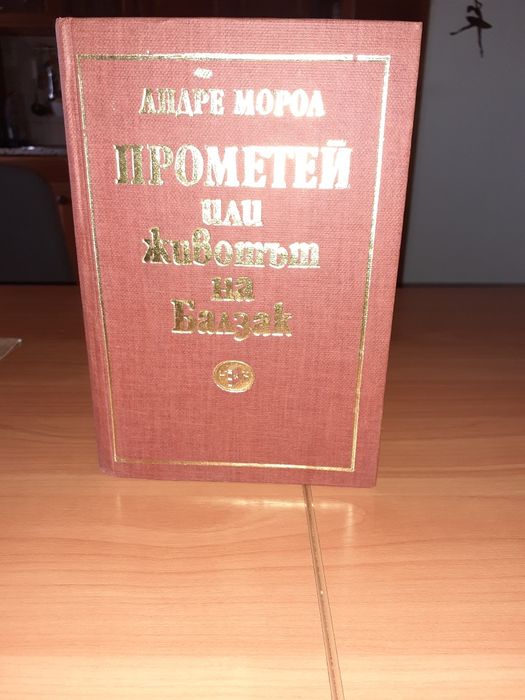 АНДРЕ МОРОА
ПРОМЕТЕЙ
или
животът
на
Балзак